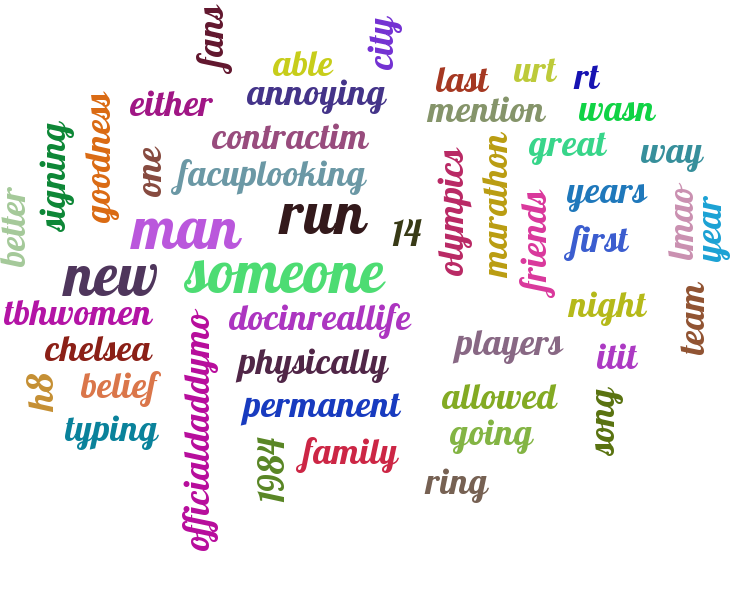 fans
city
able
last
urt
rt
either
annoying
mention
wasn
goodness
signing
one
contractim
facuplooking
great
way
marathon
olympics
years
friends
lmao
year
better
man
run
14
first
new
someone
night
team
tbhwomen
docinreallife
officialdaddymo
chelsea
physically
players
itit
h8
belief
permanent
allowed
song
typing
1984
family
going
ring